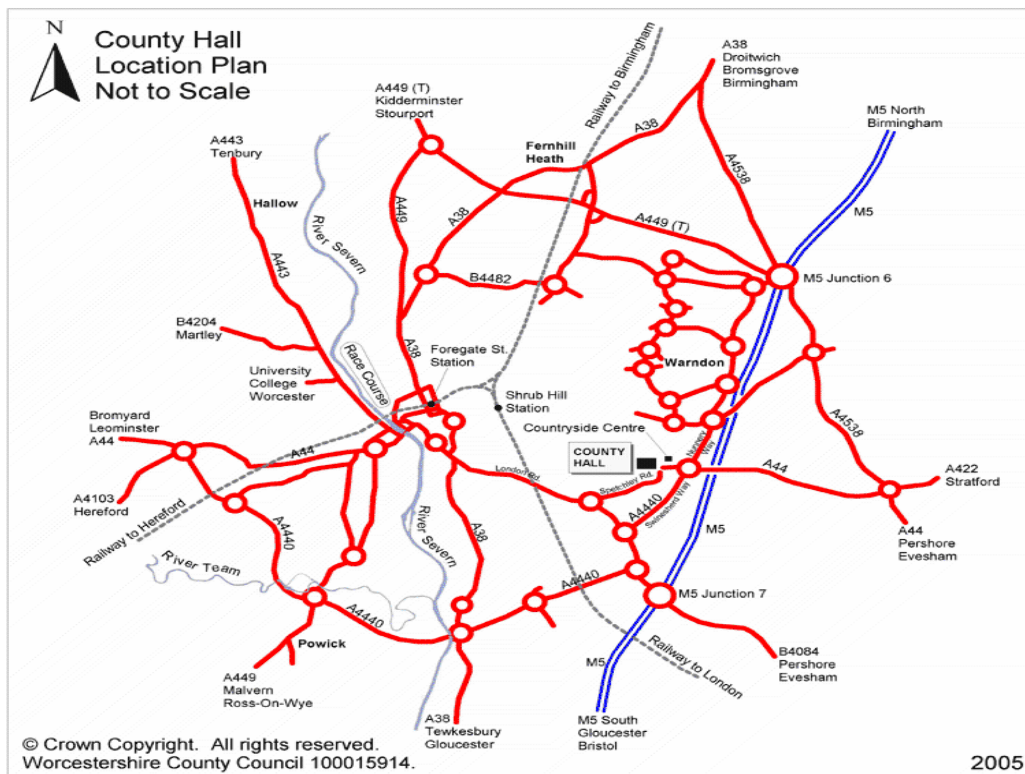 N
County Hall
Location Plan
Not to Scale
A449 (T)
Kidderminster
Stourport
Railway to Birmingham
A38
Droitwich
Bromsgrove
Birmingham
M5 North
Birmingham
A443
Tenbury
Hallow
River Severn
A449
A38
Fernhill
Heath
A38
A4538
M5
A449 (T)
A443
B4482
M5 Junction 6
B4204
Martley
A38
Race Course
Foregate St.
Station
University
College
Worcester
Warndon
Shrub Hill
Station
Bromyard
Leominster
A44
Countryside Centre
COUNTY
HALL
Nunnery
Way
A4538
A44
London Rd.
Spetchley Rd.
A44
A422
Stratford
A4103
Hereford
A4440
Swinesherd Way
Railway to Hereford
A4440
River Severn
A38
M5
A44
Pershore
Evesham
River Team
A4440
A4440
M5 Junction 7
Powick
Railway to London
B4084
Pershore
Evesham
A449
Malvern
Ross-On-Wye
M5
A38
Tewkesbury
Gloucester
M5 South
Gloucester
Bristol
© Crown Copyright. All rights reserved.
Worcestershire County Council 100015914.
2005